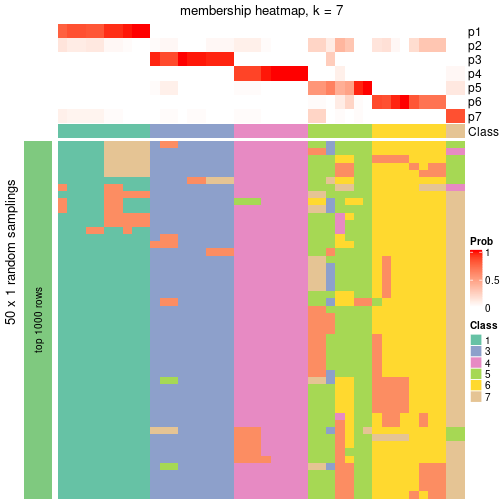 membership heatmap, k = 7
p1
p2
p3
p4
p5
p6
p7
Class
50 x 1 random samplings
top 1000 rows
Prob
1
0.5
0
Class
1
3
4
5
6
7